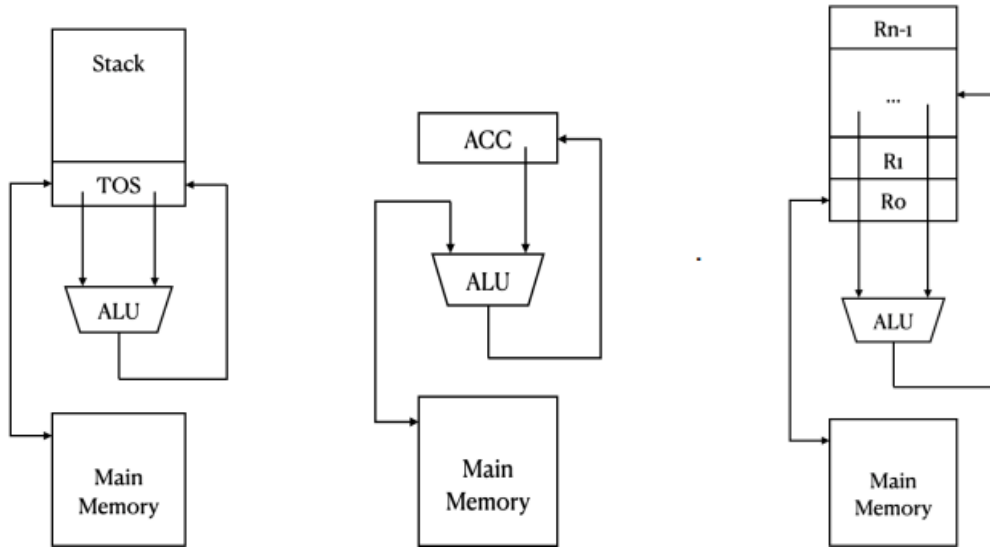 Stack
TOS
ALU
Main
Memory
ACC
ALU
Main
Memory
Rn-1
...
R1
R0
ALU
Main
Memory